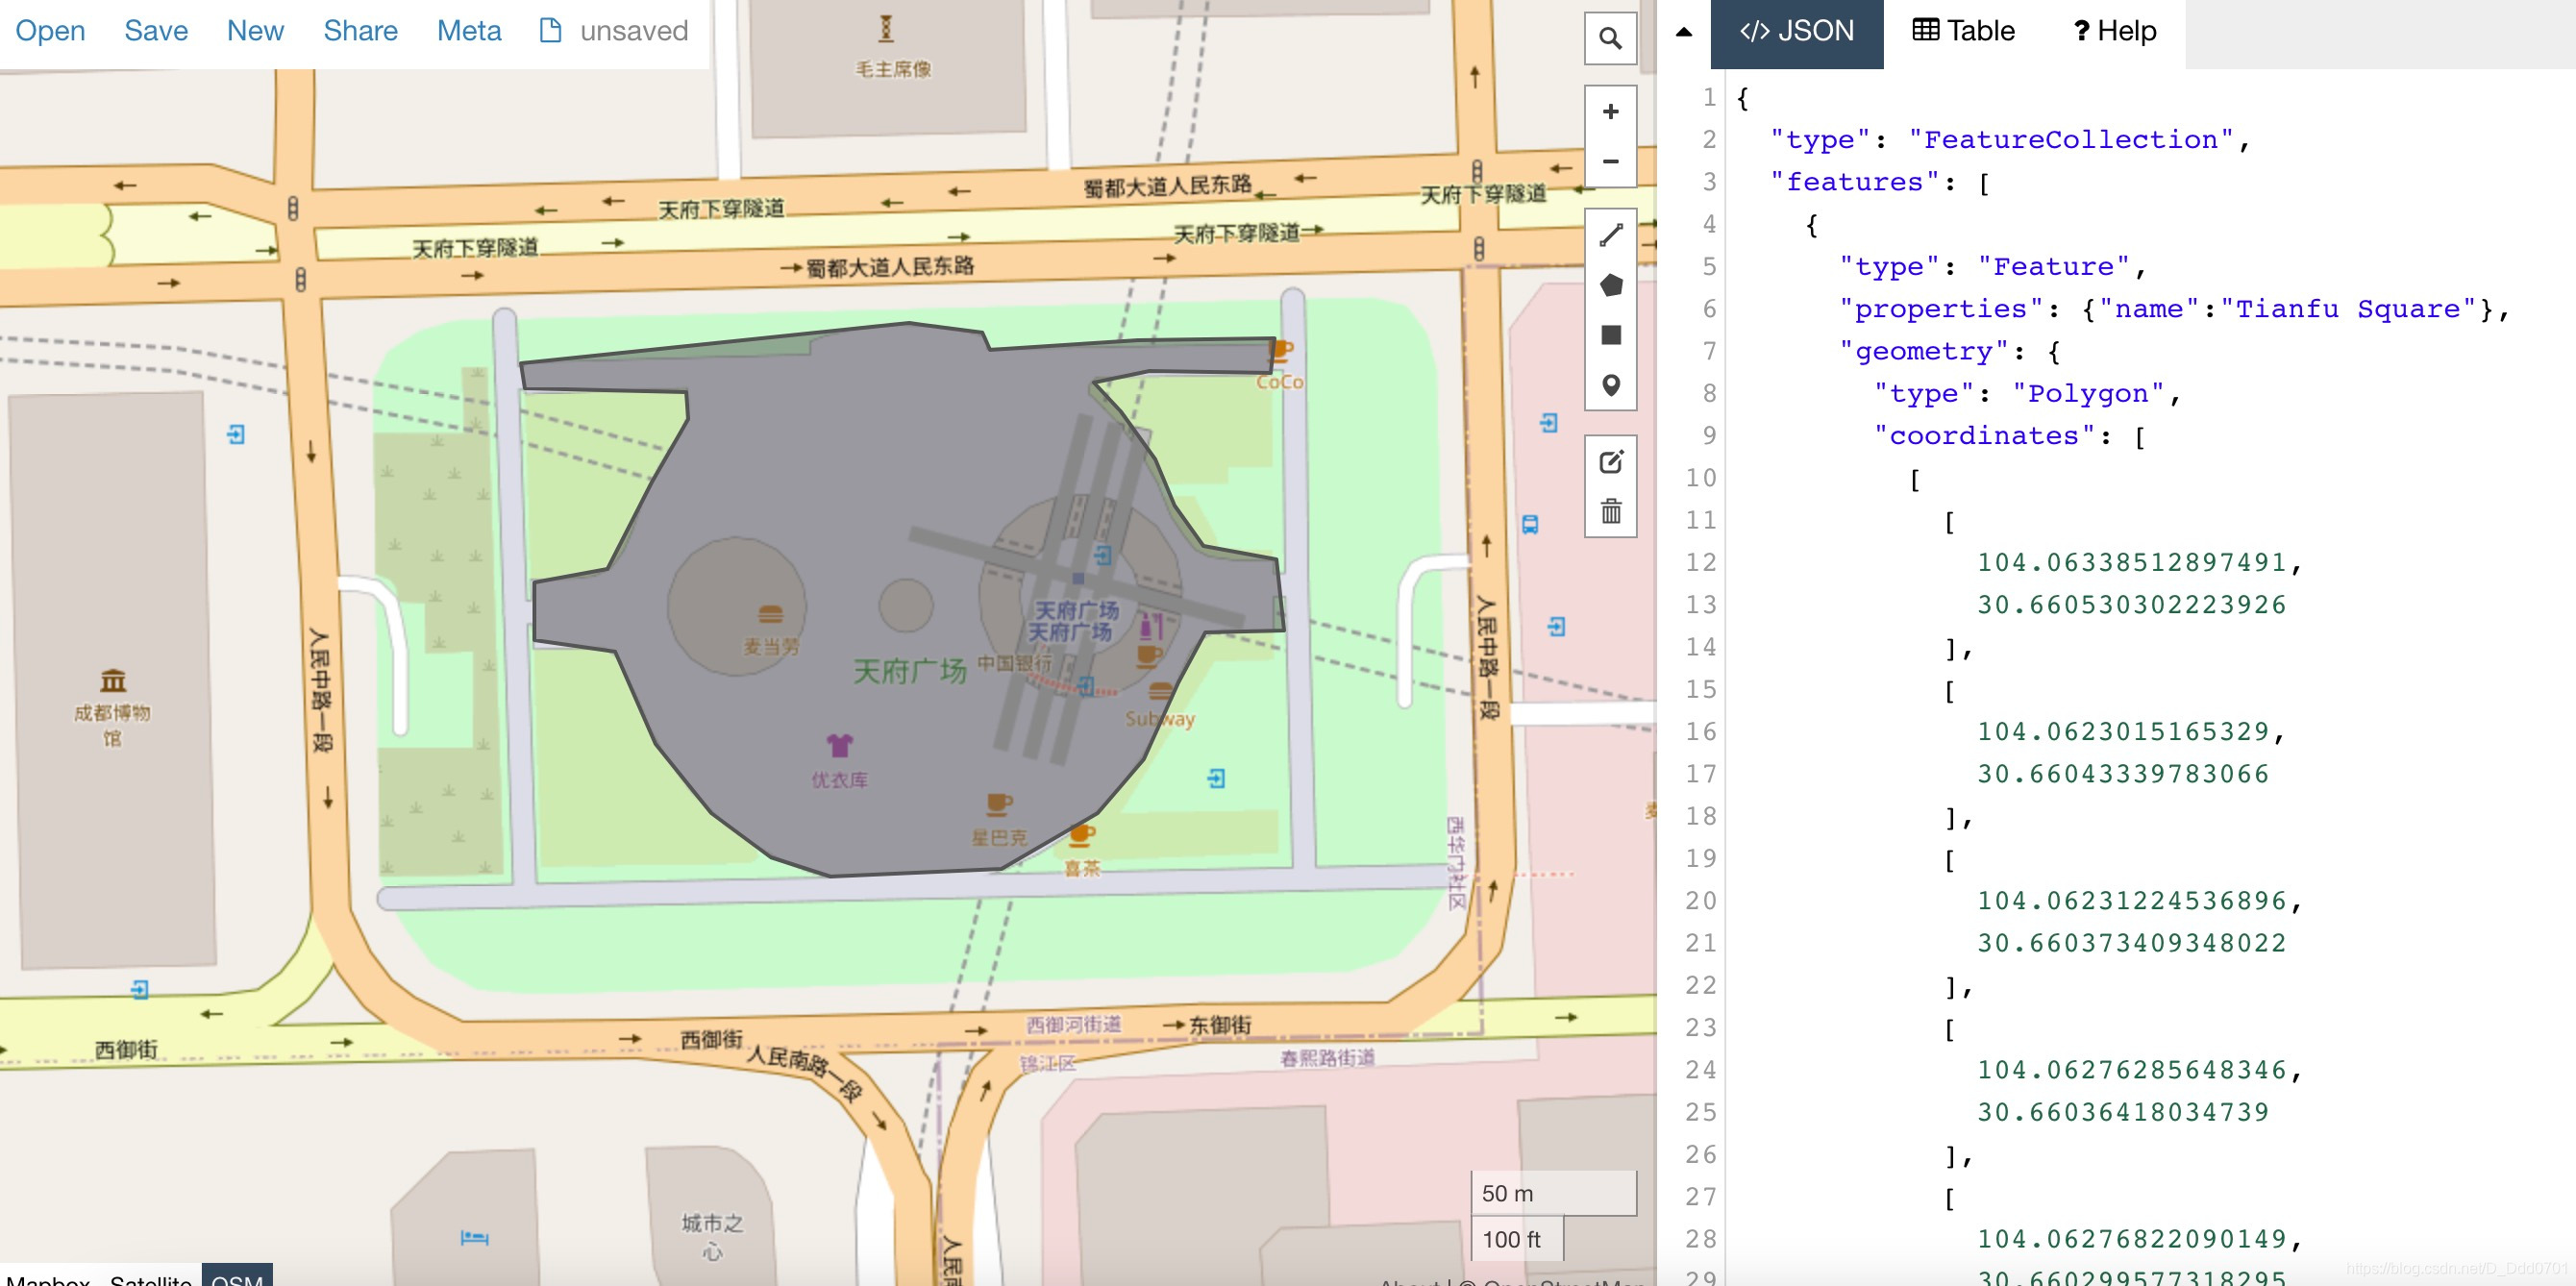 Open Save New Share Meta unsaved
毛主席像
蜀都大道人民东路
天府下穿隧道
天府下穿隧道
天府下穿隧道
天府下穿隧道
蜀都大道人民东路
CoCo
人民中路一段
人民中路一段
成都博物
馆
麦当劳
天府广场
天府广场
天府广场
中国银行
Subway
优衣库
星巴克
喜茶
西华门社区
西御街
西御街
西御河街道
东御街
人民南路一段
锦江区
春熙路街道
城市之
心
50 m
100 ft
Mapbox Satellite OSM
About | © OpenStreetMap
</> JSON Table ? Help
1 {
2 "type": "FeatureCollection",
3 "features": [
4 {
5 "type": "Feature",
6 "properties": {"name":"Tianfu Square"},
7 "geometry": {
8 "type": "Polygon",
9 "coordinates": [
10 [
11 [
12 104.06338512897491,
13 30.660530302223926
14 ],
15 [
16 104.0623015165329,
17 30.66043339783066
18 ],
19 [
20 104.06231224536896,
21 30.660373409348022
22 ],
23 [
24 104.06276285648346,
25 30.66036418034739
26 ],
27 [
28 104.06276822090149,
29 30.660299577318295